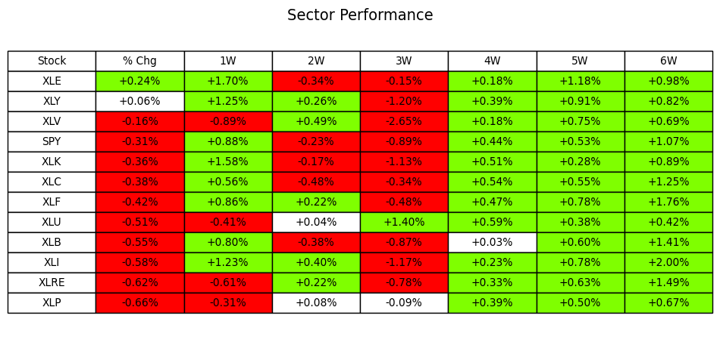 Sector Performance
Stock % Chg 1W 2W 3W 4W 5W 6W
XLE +0.24% +1.70% -0.34% -0.15% +0.18% +1.18% +0.98%
XLY +0.06% +1.25% +0.26% -1.20% +0.39% +0.91% +0.82%
XLV -0.16% -0.89% +0.49% -2.65% +0.18% +0.75% +0.69%
SPY -0.31% +0.88% -0.23% -0.89% +0.44% +0.53% +1.07%
XLK -0.36% +1.58% -0.17% -1.13% +0.51% +0.28% +0.89%
XLC -0.38% +0.56% -0.48% -0.34% +0.54% +0.55% +1.25%
XLF -0.42% +0.86% +0.22% -0.48% +0.47% +0.78% +1.76%
XLU -0.51% -0.41% +0.04% +1.40% +0.59% +0.38% +0.42%
XLB -0.55% +0.80% -0.38% -0.87% +0.03% +0.60% +1.41%
XLI -0.58% +1.23% +0.40% -1.17% +0.23% +0.78% +2.00%
XLRE -0.62% -0.61% +0.22% -0.78% +0.33% +0.63% +1.49%
XLP -0.66% -0.31% +0.08% -0.09% +0.39% +0.50% +0.67%